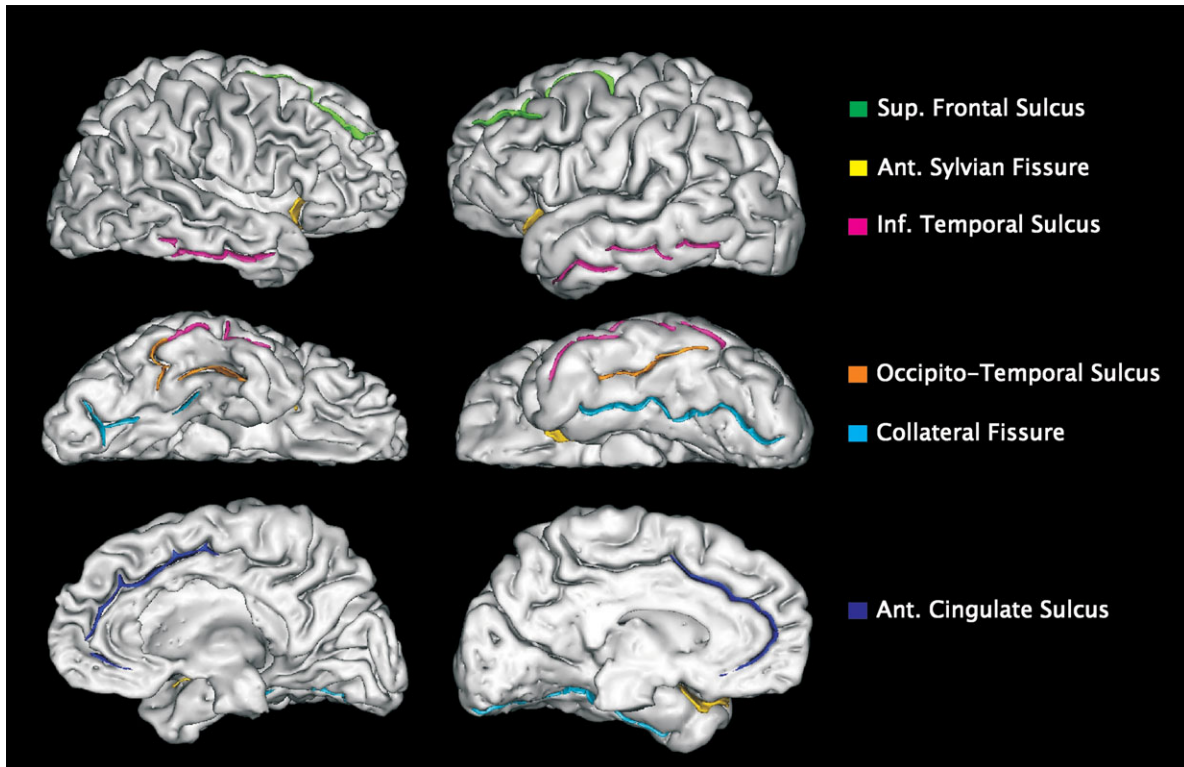 Sup. Frontal Sulcus
Ant. Sylvian Fissure
Inf. Temporal Sulcus
Occipito-Temporal Sulcus
Collateral Fissure
Ant. Cingulate Sulcus